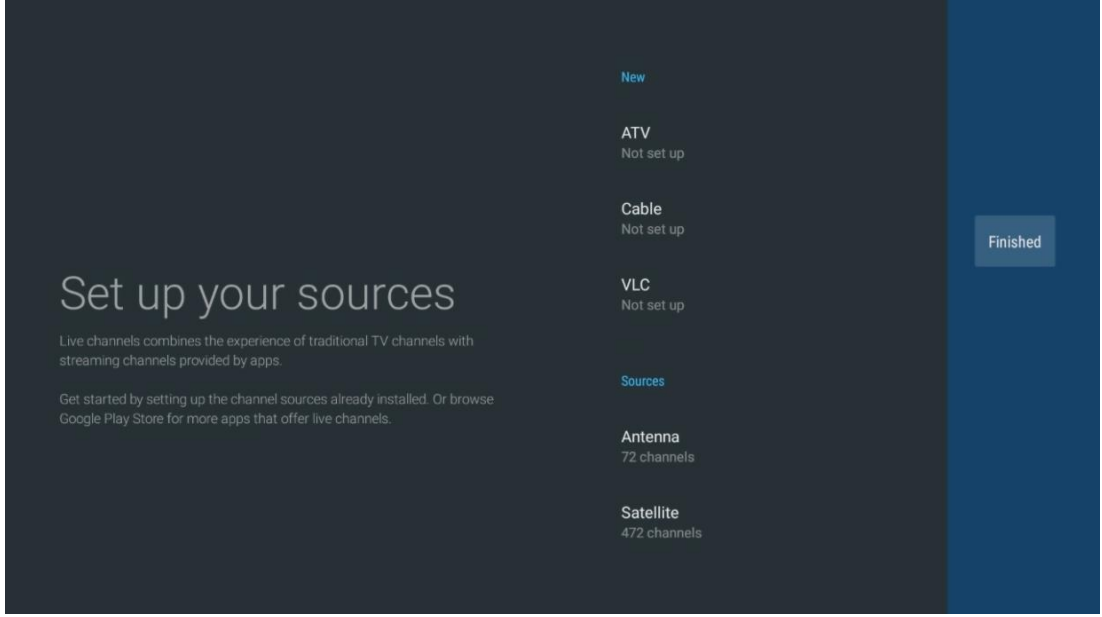 Set up your sources
Live channels combines the experience of traditional TV channels with
streaming channels provided by apps.
Get started by setting up the channel sources already installed. Or browse
Google Play Store for more apps that offer live channels.
New
ATV
Not set up
Cable
Not set up
VLC
Not set up
Sources
Antenna
72 channels
Satellite
472 channels
Finished